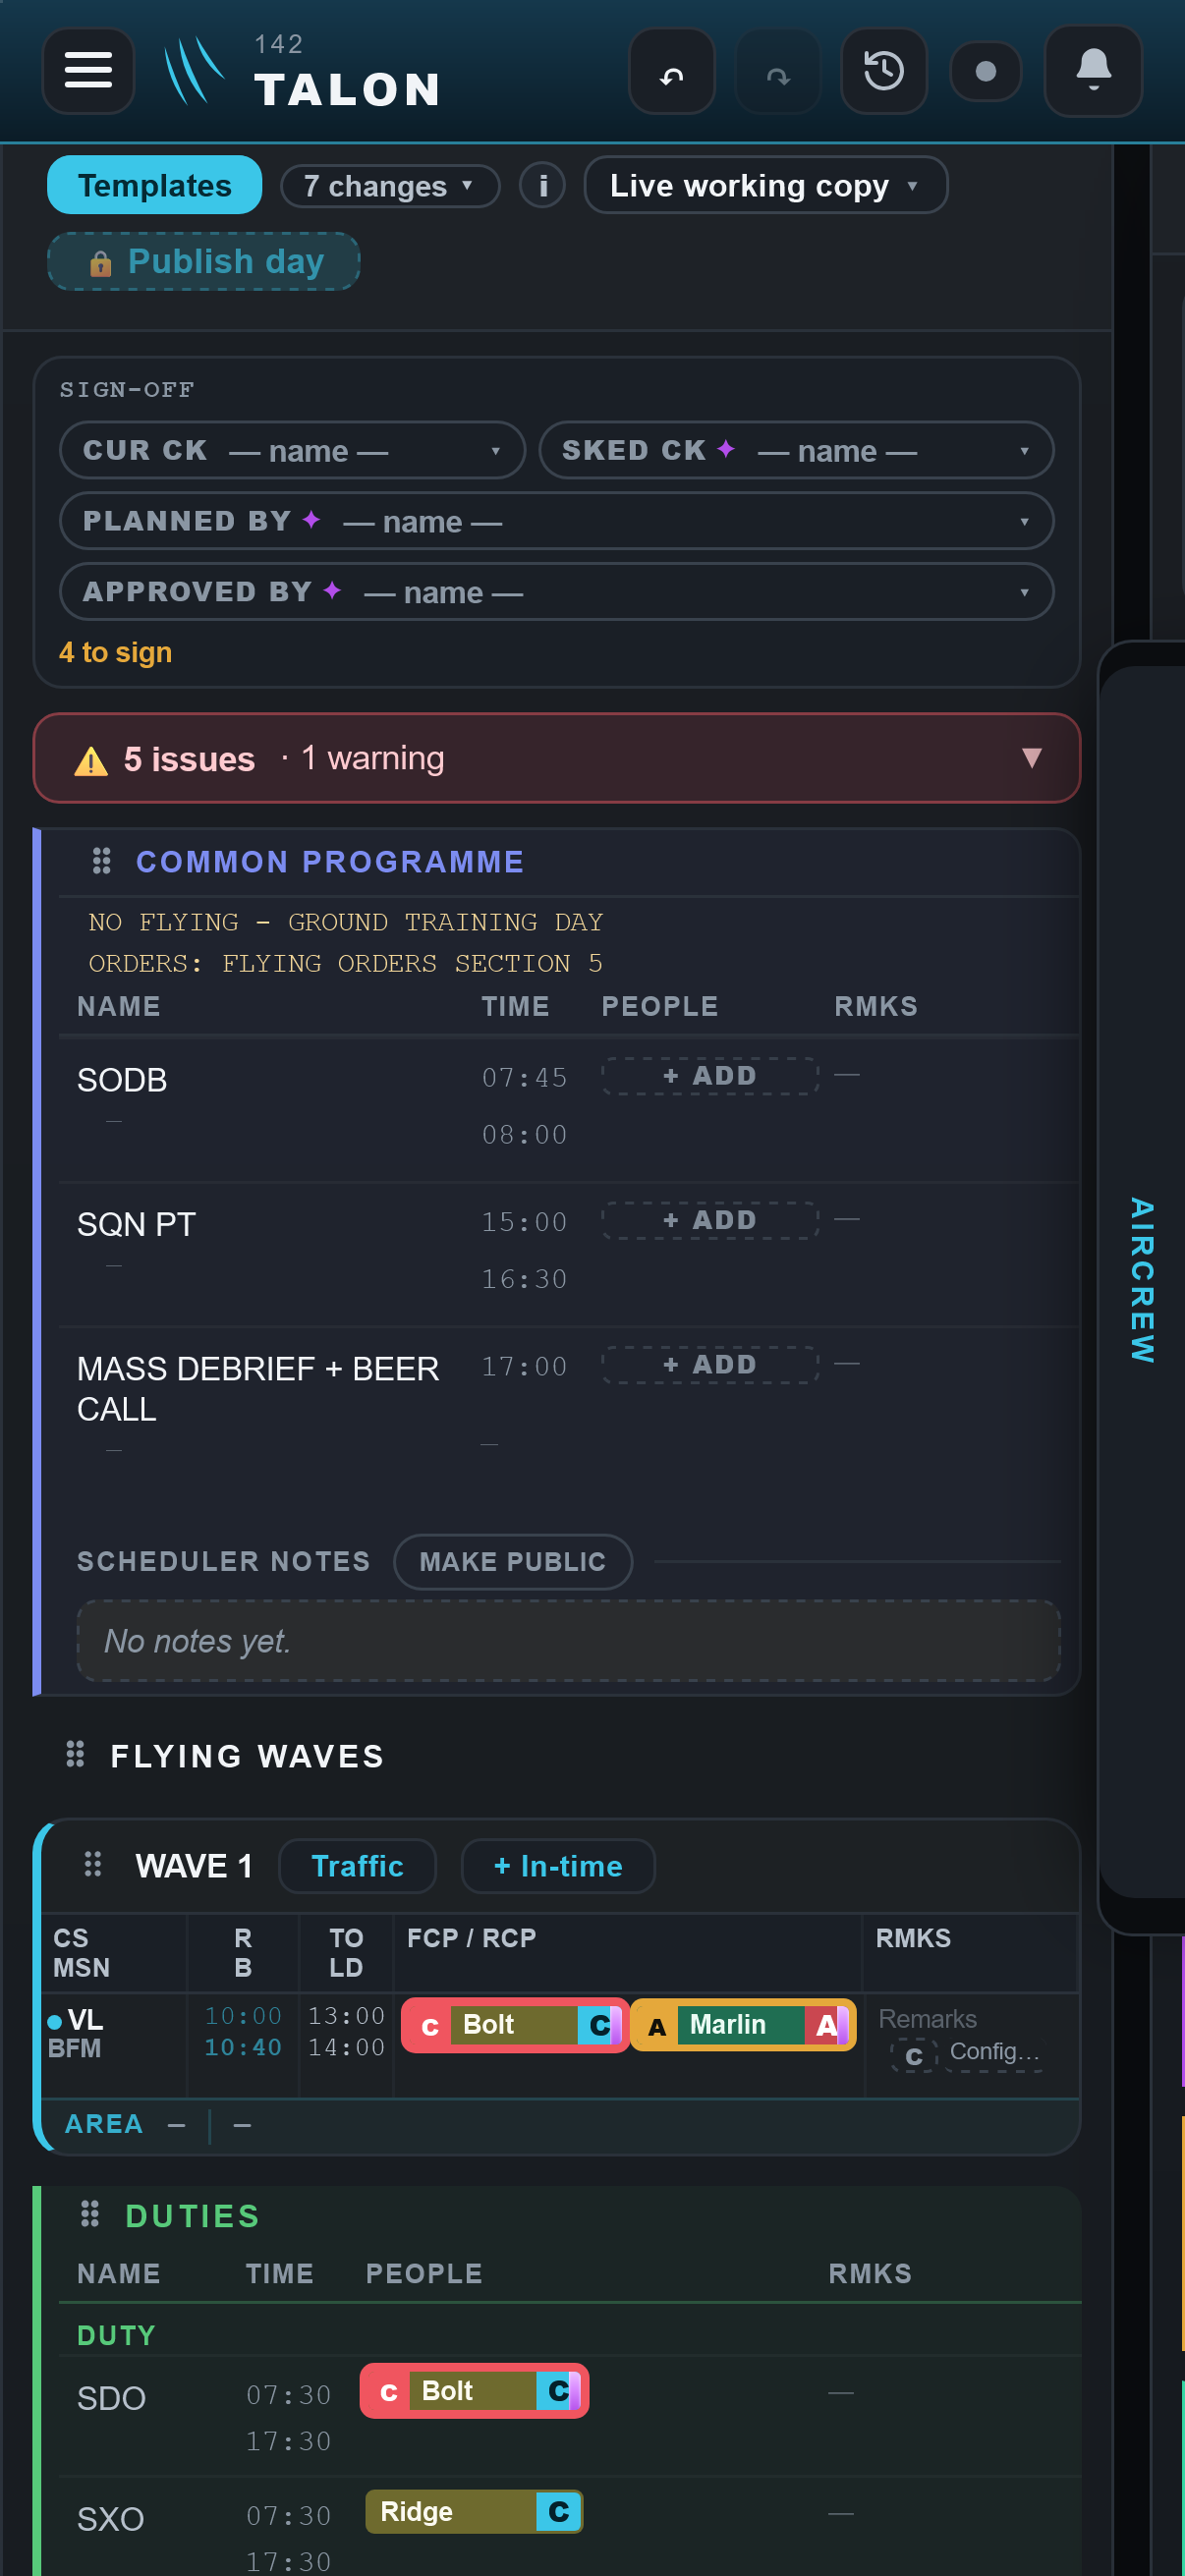 142
TALON
Templates 7 changes i Live working copy
Publish day
SIGN-OFF
CUR CK — name — SKED CK — name —
PLANNED BY — name —
APPROVED BY — name —
4 to sign
5 issues · 1 warning
COMMON PROGRAMME
NO FLYING - GROUND TRAINING DAY
ORDERS: FLYING ORDERS SECTION 5
NAME TIME PEOPLE RMKS
SODB 07:45 + ADD —
— 08:00
SQN PT 15:00 + ADD —
— 16:30
MASS DEBRIEF + BEER 17:00 + ADD —
CALL
— —
SCHEDULER NOTES MAKE PUBLIC
No notes yet.
FLYING WAVES
WAVE 1 Traffic + In-time
CS R TO FCP / RCP RMKS
MSN B LD
VL 10:00 13:00 C Bolt C A Marlin A Remarks
BFM 10:40 14:00 C Config...
AREA — —
DUTIES
NAME TIME PEOPLE RMKS
DUTY
SDO 07:30 C Bolt C —
17:30
SXO 07:30 Ridge C —
17:30
AIRCREW